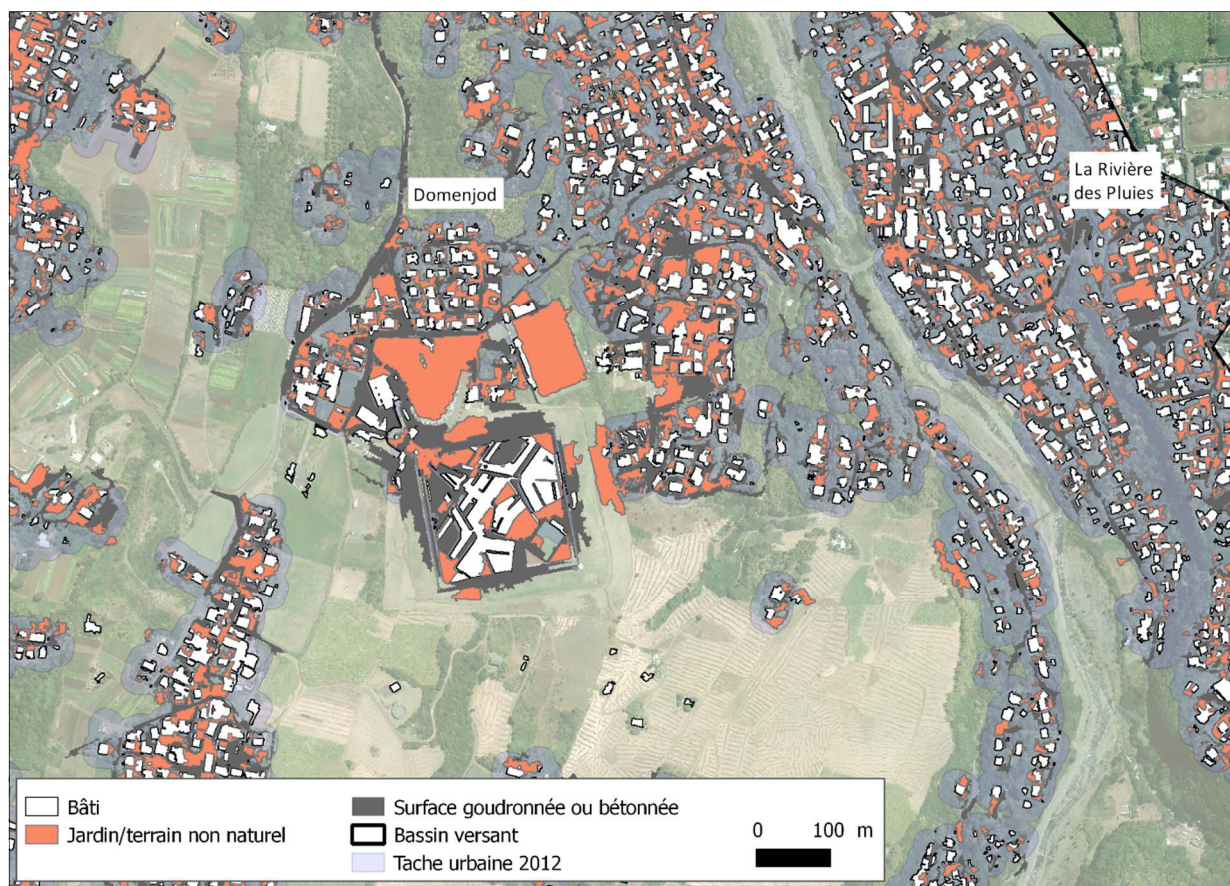 Domenjod
La Rivière
des Pluies
Bâti
Jardin/terrain non naturel
Surface goudronnée ou bétonnée
Bassin versant
Tache urbaine 2012
0 100 m